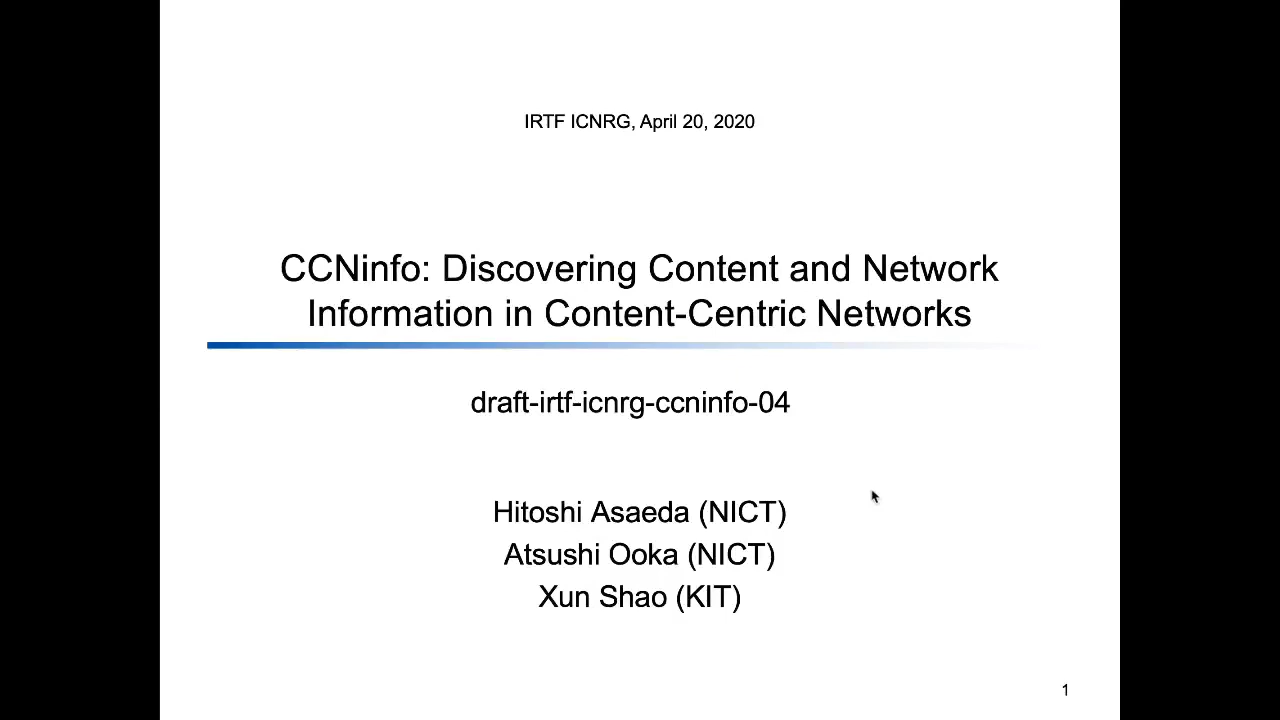 IRTF ICNRG, April 20, 2020
CCNinfo: Discovering Content and Network
Information in Content-Centric Networks
draft-irtf-icnrg-ccninfo-04
Hitoshi Asaeda (NICT)
Atsushi Ooka (NICT)
Xun Shao (KIT)
1